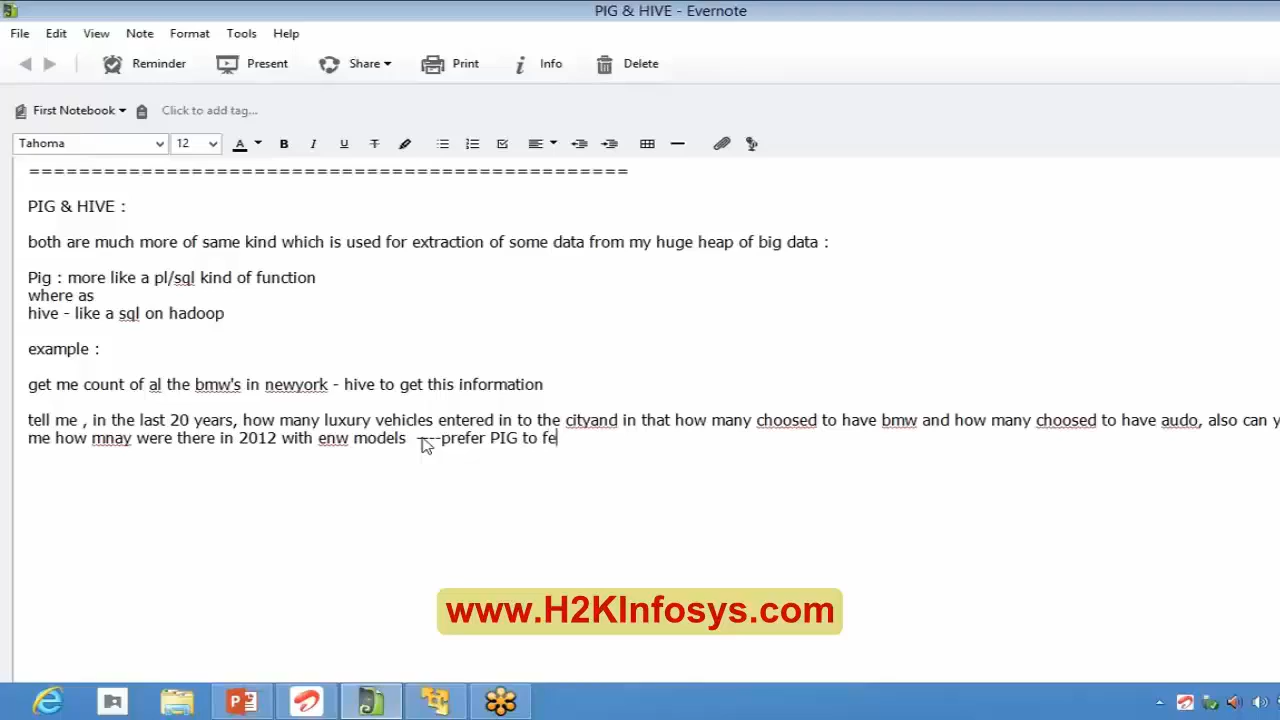 PIG & HIVE - Evernote
File Edit View Note Format Tools Help
Reminder Present Share Print Info Delete
First Notebook Click to add tag...
Tahoma 12 A B I U T
================================================
PIG & HIVE :
both are much more of same kind which is used for extraction of some data from my huge heap of big data :
Pig : more like a pl/sql kind of function
where as
hive - like a sql on hadoop
example :
get me count of al the bmw's in newyork - hive to get this information
tell me , in the last 20 years, how many luxury vehicles entered in to the cityand in that how many choosed to have bmw and how many choosed to have audo, also can y
me how mnay were there in 2012 with enw models ----prefer PIG to fe
www.H2KInfosys.com